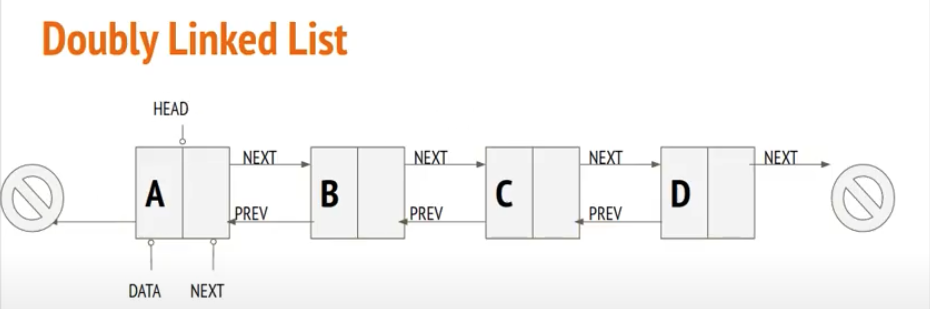 Doubly Linked List
HEAD
NEXT NEXT NEXT NEXT
A B C D
PREV PREV PREV
DATA NEXT